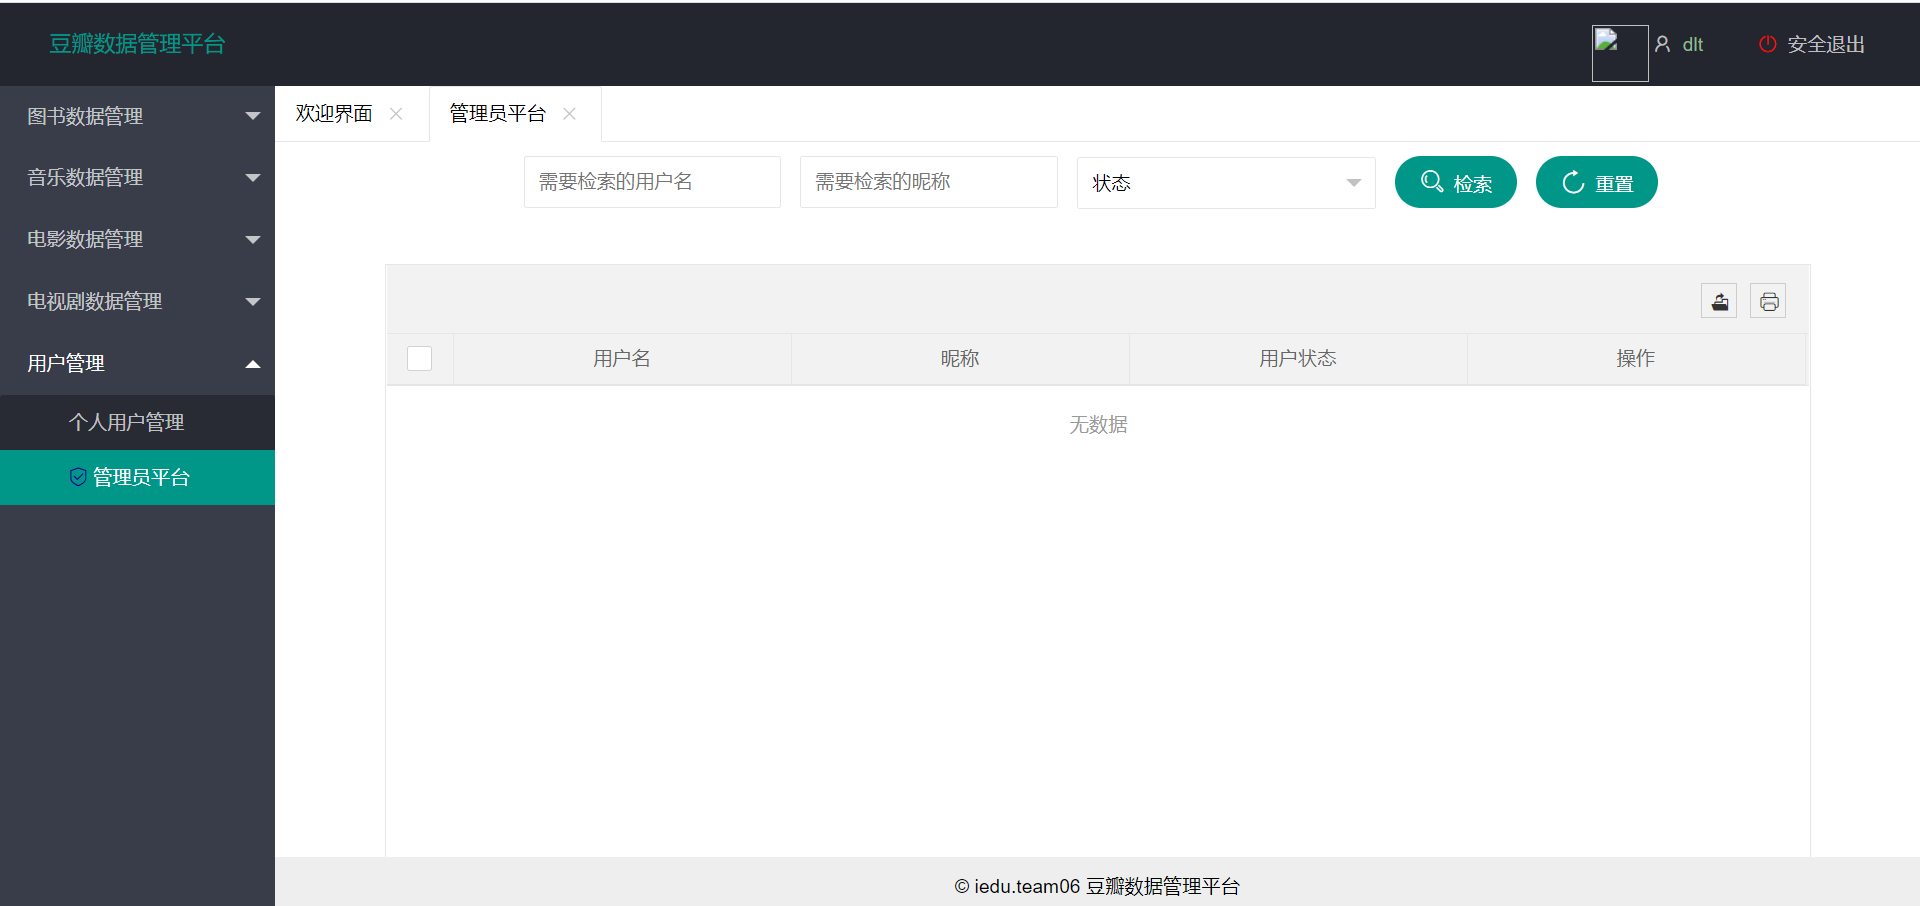 豆瓣数据管理平台
dlt
安全退出
图书数据管理
音乐数据管理
电影数据管理
电视剧数据管理
用户管理
个人用户管理
管理员平台
欢迎界面
管理员平台
需要检索的用户名
需要检索的昵称
状态
检索
重置
用户名
昵称
用户状态
操作
无数据
© iedu.team06 豆瓣数据管理平台